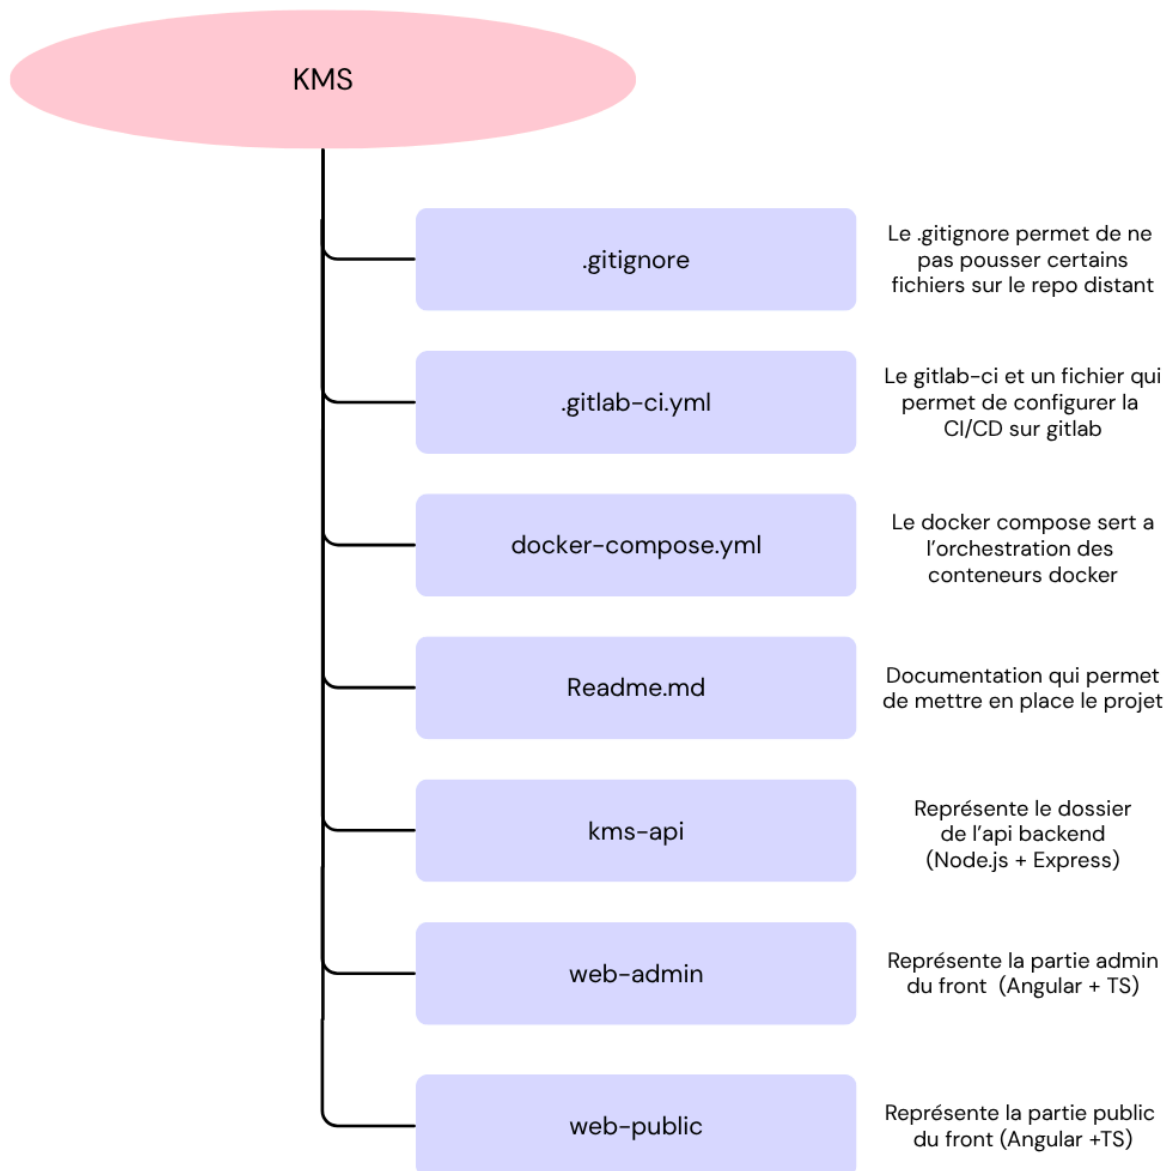 KMS
.gitignore
Le .gitignore permet de ne
pas pousser certains
fichiers sur le repo distant
.gitlab-ci.yml
Le gitlab-ci et un fichier qui
permet de configurer la
CI/CD sur gitlab
docker-compose.yml
Le docker compose sert a
l’orchestration des
conteneurs docker
Readme.md
Documentation qui permet
de mettre en place le projet
kms-api
Représente le dossier
de l’api backend
(Node.js + Express)
web-admin
Représente la partie admin
du front (Angular + TS)
web-public
Représente la partie public
du front (Angular +TS)